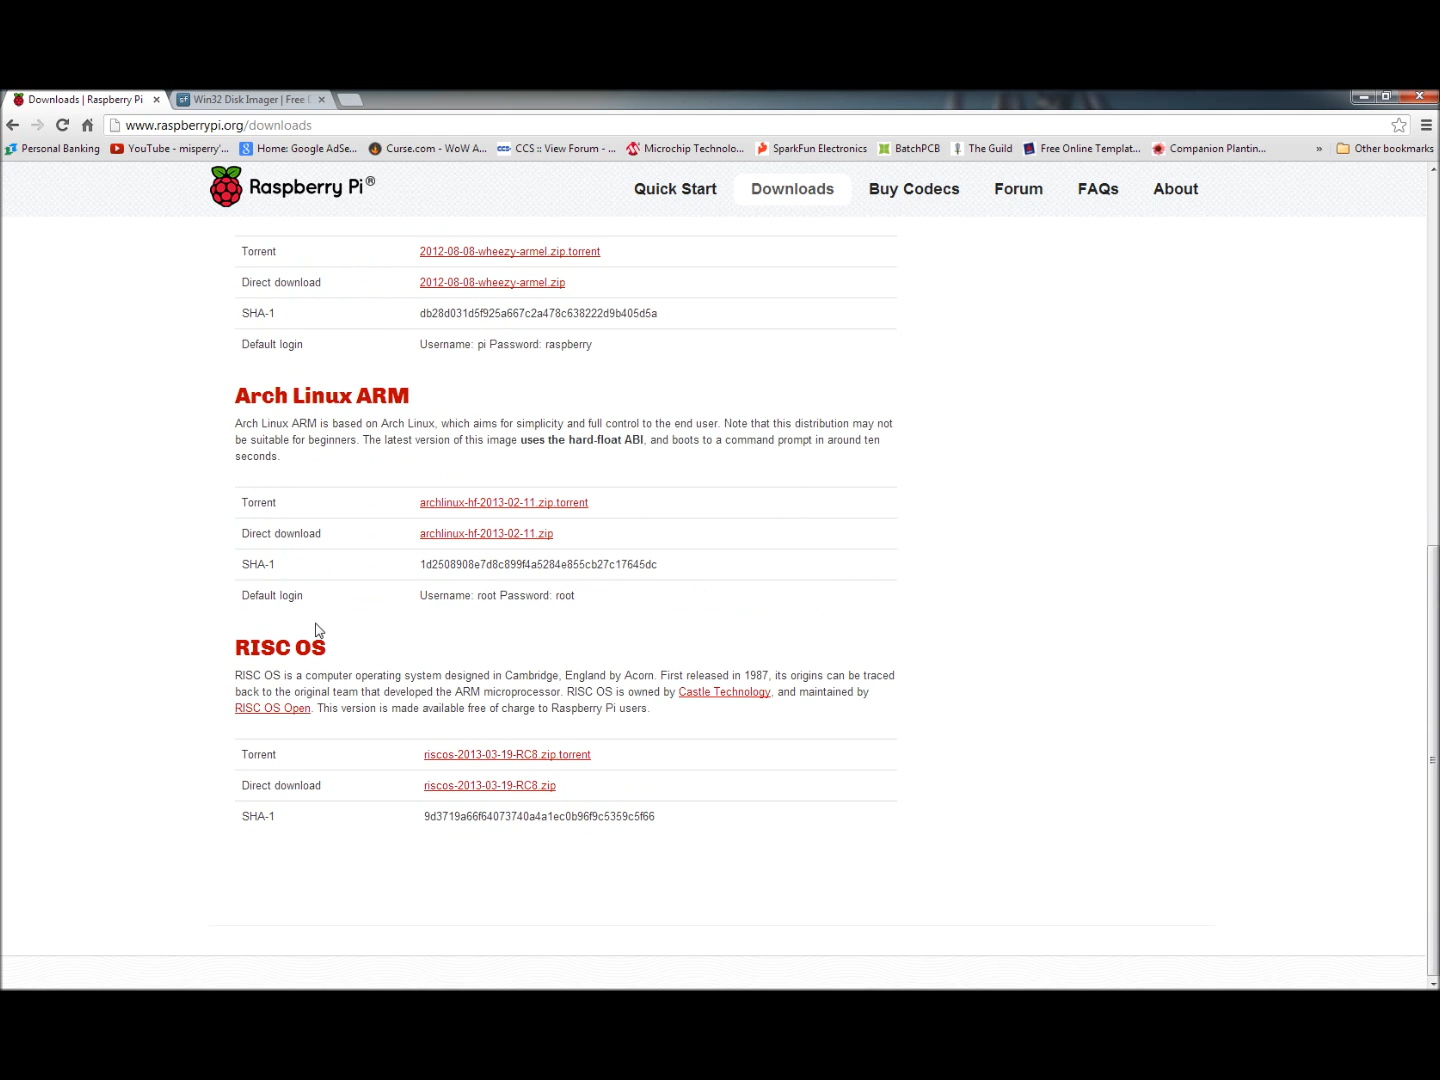 Downloads | Raspberry Pi
Win32 Disk Imager | Free
www.raspberrypi.org/downloads
Personal Banking
YouTube - misperry'...
Home: Google AdSe...
Curse.com - WoW A...
CCS :: View Forum - ...
Microchip Technolo...
SparkFun Electronics
BatchPCB
The Guild
Free Online Templat...
Companion Plantin...
»
Other bookmarks
Raspberry Pi®
Quick Start
Downloads
Buy Codecs
Forum
FAQs
About
Torrent 2012-08-08-wheezy-armel.zip.torrent
Direct download 2012-08-08-wheezy-armel.zip
SHA-1 db28d031d5f925a667c2a478c638222d9b405d5a
Default login Username: pi Password: raspberry
Arch Linux ARM
Arch Linux ARM is based on Arch Linux, which aims for simplicity and full control to the end user. Note that this distribution may not
be suitable for beginners. The latest version of this image uses the hard-float ABI, and boots to a command prompt in around ten
seconds.
Torrent archlinux-hf-2013-02-11.zip.torrent
Direct download archlinux-hf-2013-02-11.zip
SHA-1 1d2508908e7d8c899f4a5284e855cb27c17645dc
Default login Username: root Password: root
RISC OS
RISC OS is a computer operating system designed in Cambridge, England by Acorn. First released in 1987, its origins can be traced
back to the original team that developed the ARM microprocessor. RISC OS is owned by Castle Technology, and maintained by
RISC OS Open. This version is made available free of charge to Raspberry Pi users.
Torrent riscos-2013-03-19-RC8.zip.torrent
Direct download riscos-2013-03-19-RC8.zip
SHA-1 9d3719a66f64073740a4a1ec0b96f9c5359c5f66